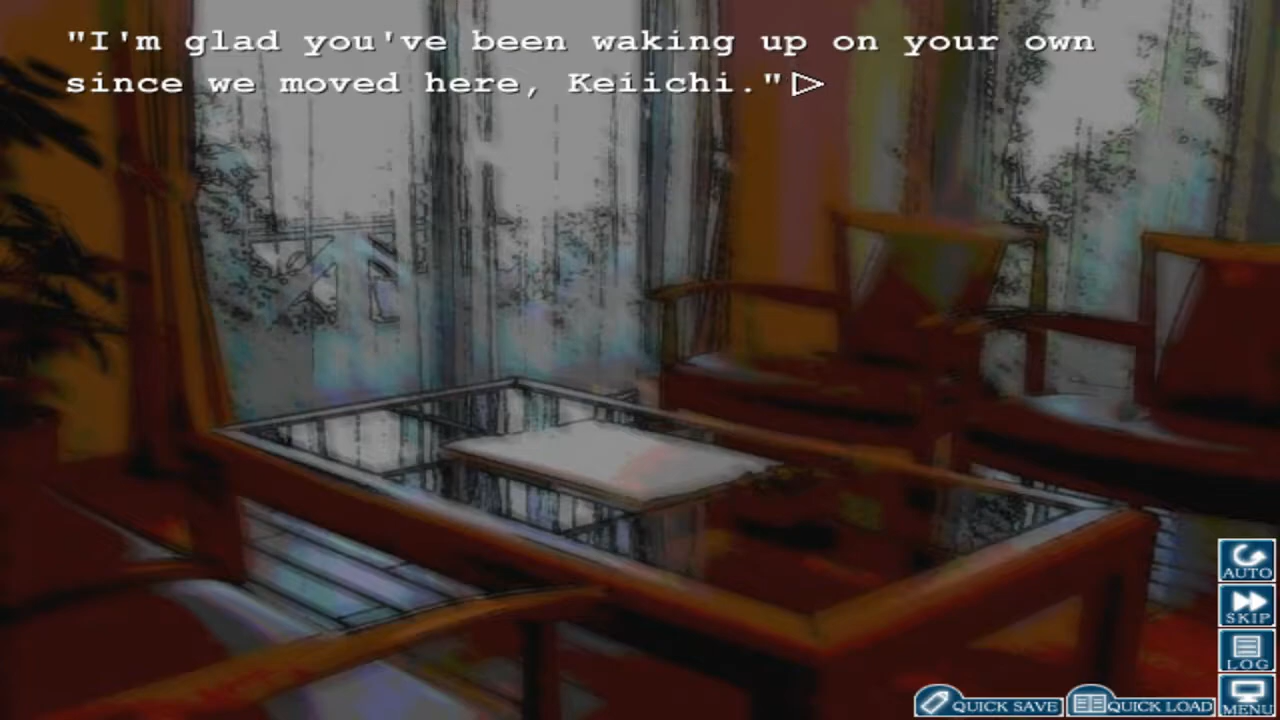 "I'm glad you've been waking up on your own
since we moved here, Keiichi."
AUTO
SKIP
LOG
QUICK SAVE
QUICK LOAD
MENU